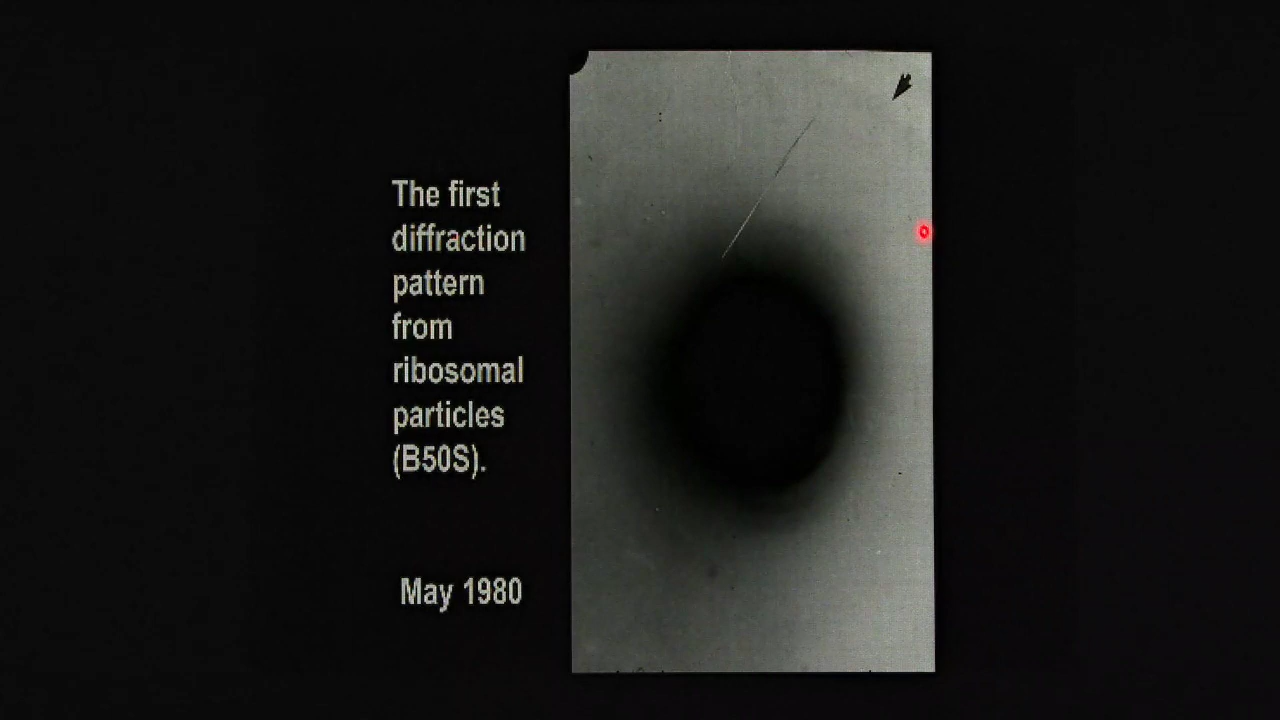 The first
diffraction
pattern
from
ribosomal
particles
(B50S).
May 1980